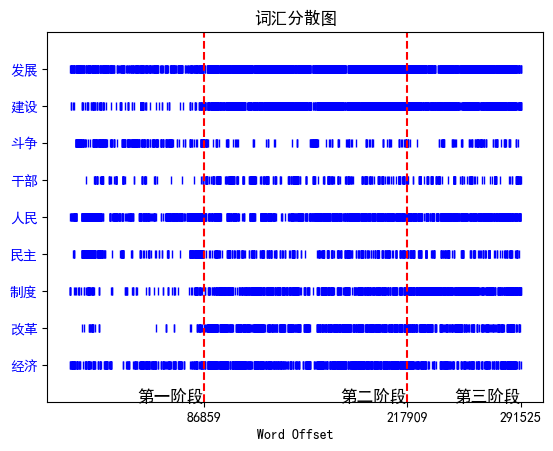 词汇分散图
发展
建设
斗争
干部
人民
民主
制度
改革
经济
第一阶段 第二阶段 第三阶段
86859 217909 291525
Word Offset